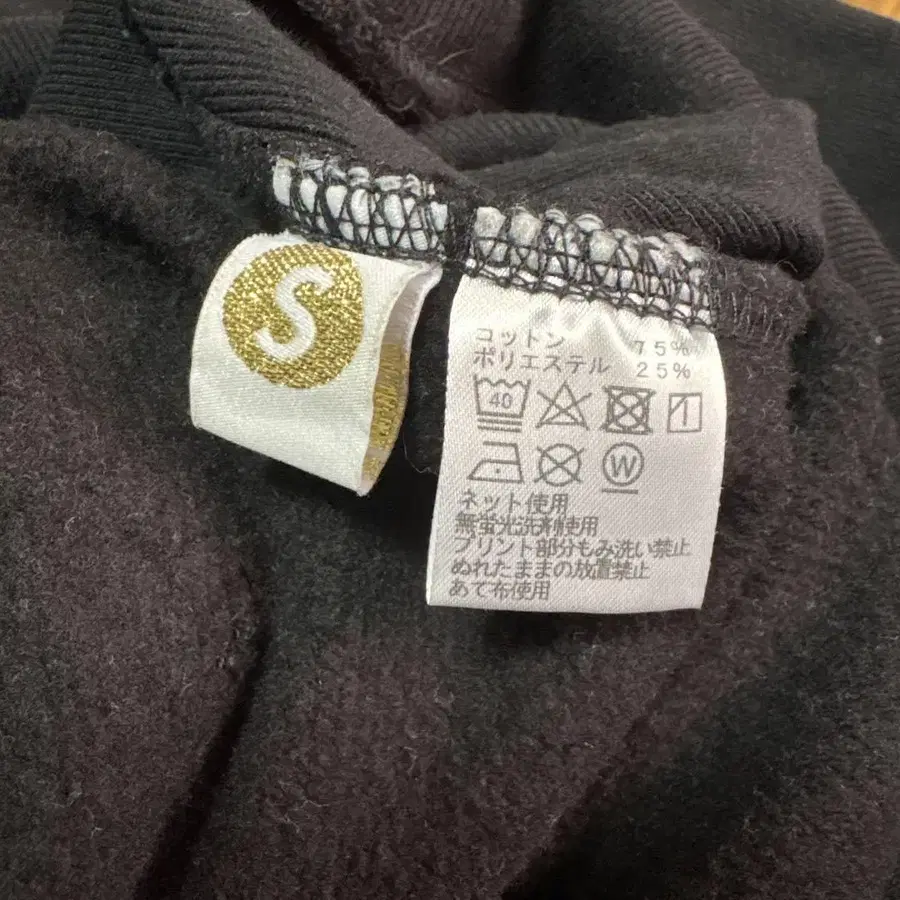 S
コットン 75%
ポリエステル 25%
40
W
ネット使用
無蛍光洗剤使用
プリント部分もみ洗い禁止
ぬれたままの放置禁止
あて布使用